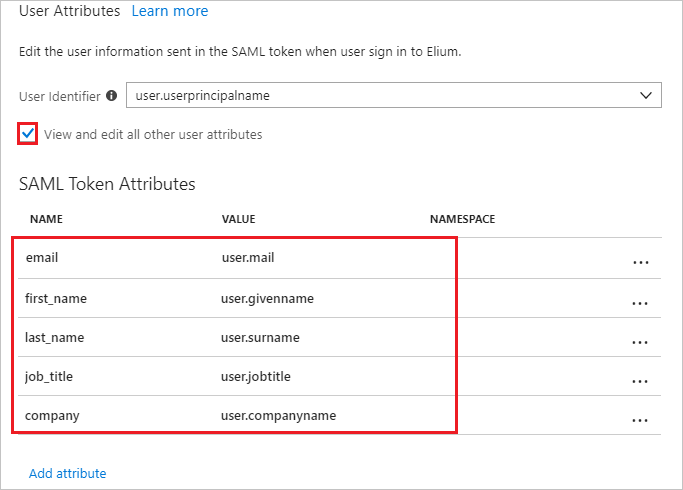 User Attributes Learn more
Edit the user information sent in the SAML token when user sign in to Elium.
User Identifier user.userprincipalname
View and edit all other user attributes
SAML Token Attributes
NAME VALUE NAMESPACE
email user.mail ...
first_name user.givenname ...
last_name user.surname ...
job_title user.jobtitle ...
company user.companyname ...
Add attribute